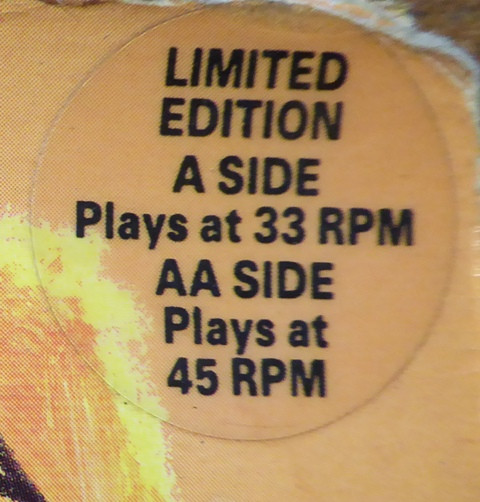 LIMITED
EDITION
A SIDE
Plays at 33 RPM
AA SIDE
Plays at
45 RPM